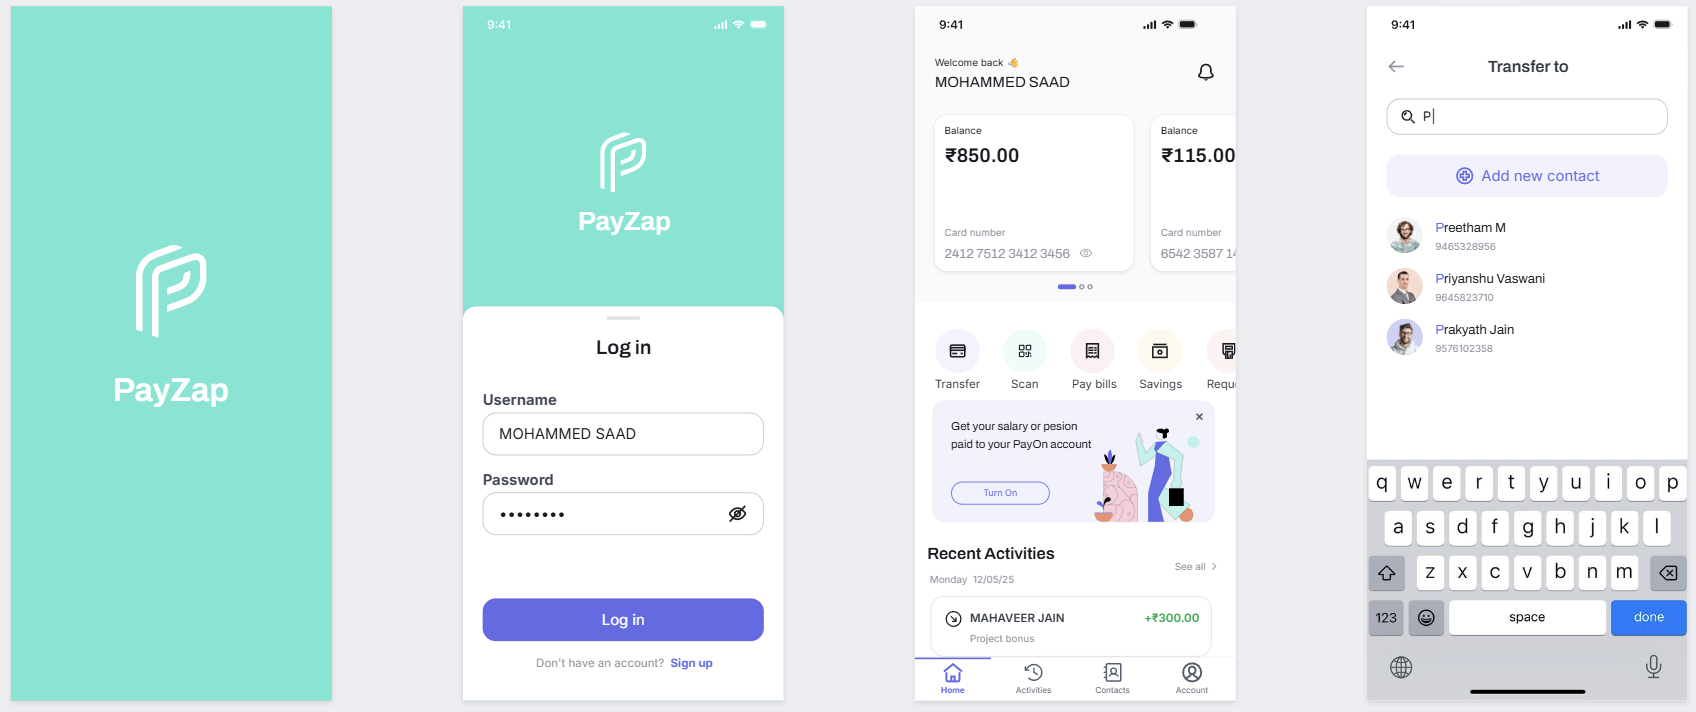 PayZap
9:41
PayZap
Log in
Username
MOHAMMED SAAD
Password
••••••••
Log in
Don't have an account? Sign up
9:41
Welcome back 👋
MOHAMMED SAAD
Balance
₹850.00
Card number
2412 7512 3412 3456
Balance
₹115.00
Card number
6542 3587 14
Transfer
Scan
Pay bills
Savings
Requ
Get your salary or pesion
paid to your PayOn account
Turn On
Recent Activities
See all
Monday 12/05/25
MAHAVEER JAIN
+₹300.00
Project bonus
Home
Activities
Contacts
Account
9:41
Transfer to
P
Add new contact
Preetham M
9465328956
Priyanshu Vaswani
9645823710
Prakyath Jain
9576102358
q w e r t y u i o p
a s d f g h j k l
z x c v b n m
123 space done